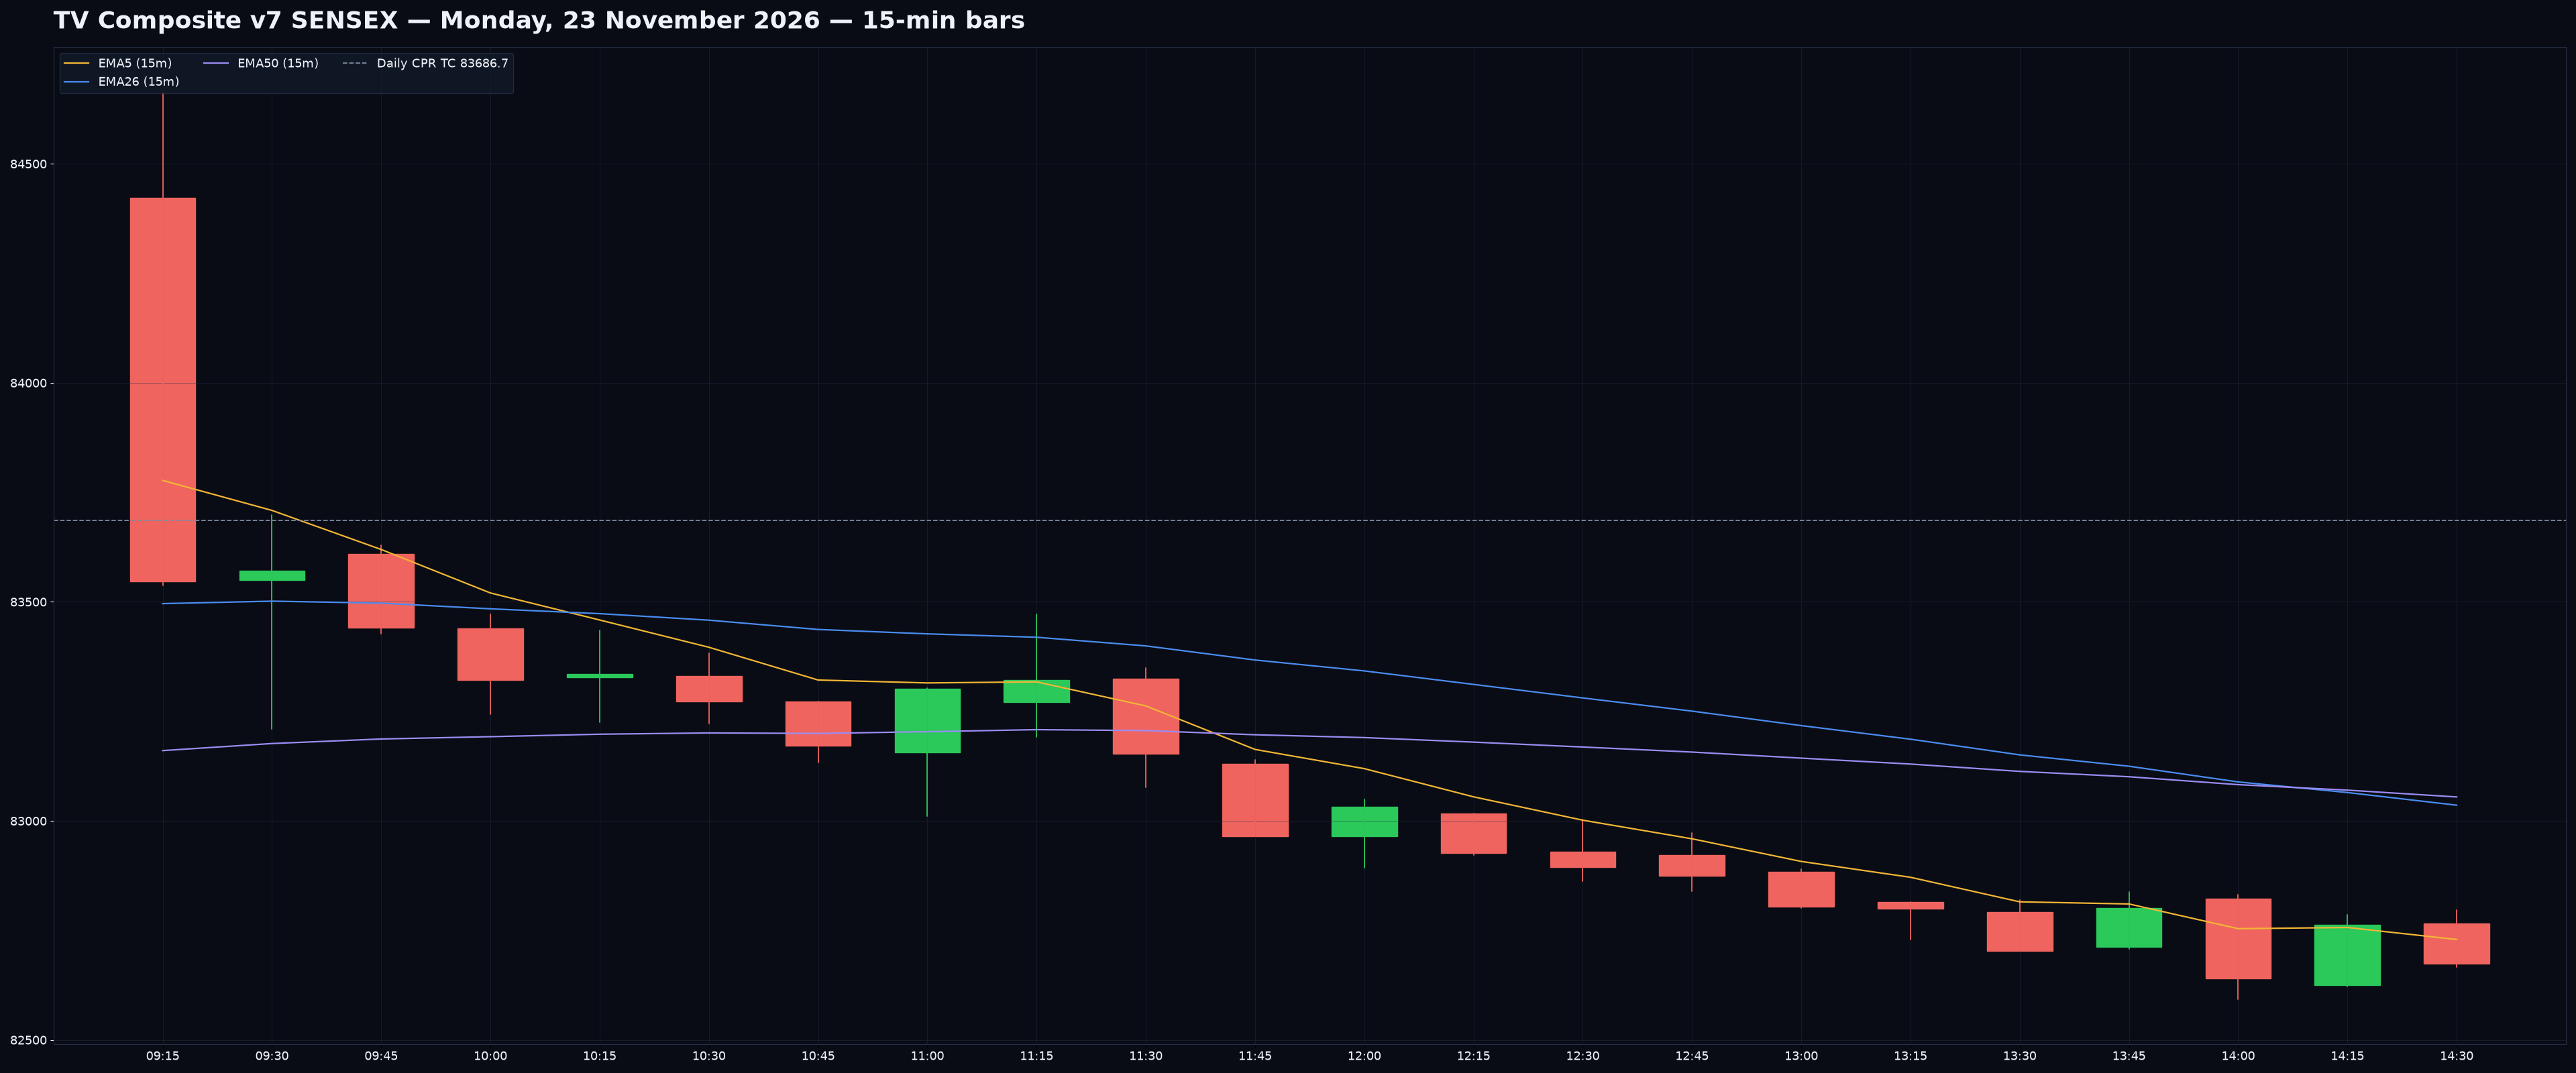 TV Composite v7 SENSEX — Monday, 23 November 2026 — 15-min bars
EMA5 (15m) EMA50 (15m) Daily CPR TC 83686.7
EMA26 (15m)
84500
84000
83500
83000
82500
09:15 09:30 09:45 10:00 10:15 10:30 10:45 11:00 11:15 11:30 11:45 12:00 12:15 12:30 12:45 13:00 13:15 13:30 13:45 14:00 14:15 14:30